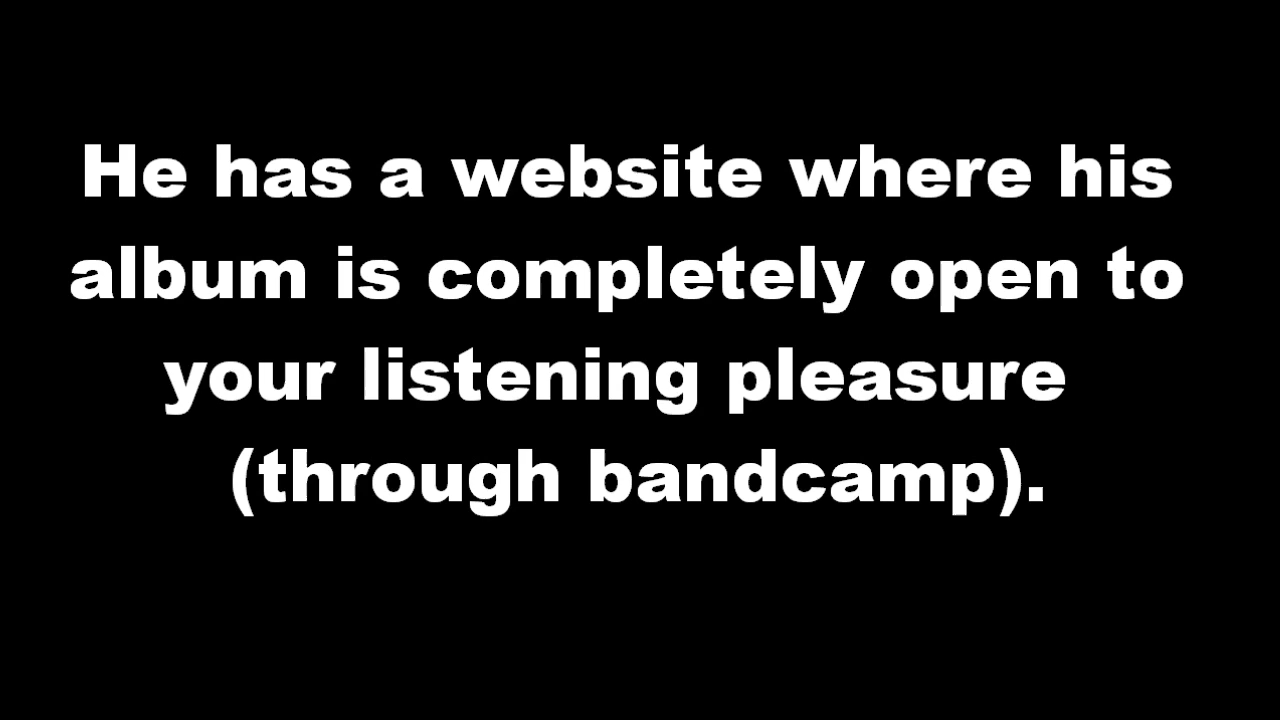 He has a website where his
album is completely open to
your listening pleasure
(through bandcamp).